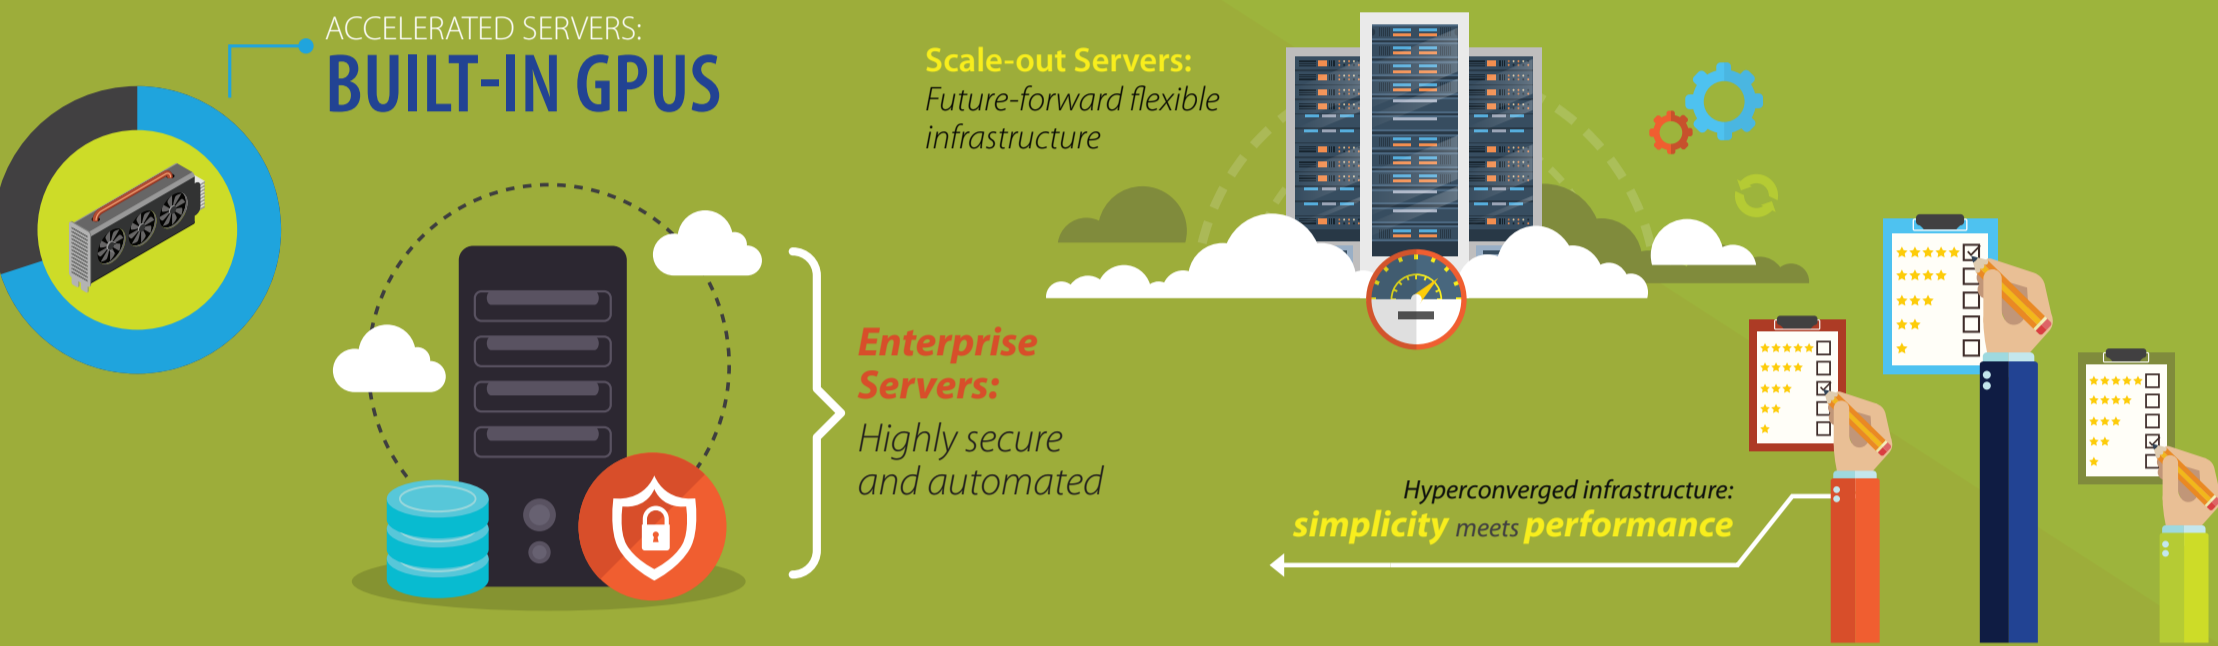 ACCELERATED SERVERS:
BUILT-IN GPUS
Scale-out Servers:
Future-forward flexible
infrastructure
Enterprise
Servers:
Highly secure
and automated
Hyperconverged infrastructure:
simplicity meets performance